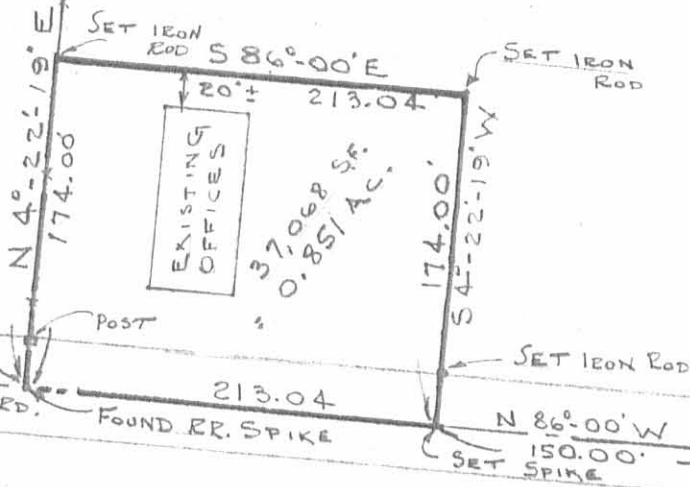 SET IRON
ROD
S 86°-00' E
213.04'
SET IRON
ROD
N 4°-22'-19" E
174.00'
20'±
EXISTING
OFFICES
37,068 S.F.
0.851 AC.
174.00'
S 4°-22'-19" W
POST
SET IRON ROD
RD.
213.04
FOUND RR. SPIKE
N 86°-00' W
150.00'
SET
SPIKE